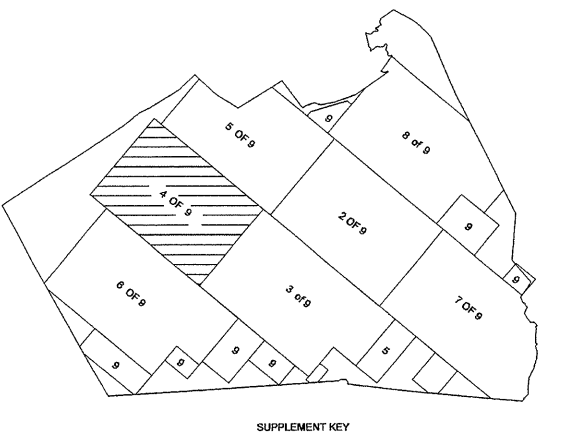 9
8 of 9
5 OF 9
4 OF 9
2 OF 9
9
9
6 OF 9
3 of 9
7 OF 9
9
9
9
9
5
SUPPLEMENT KEY